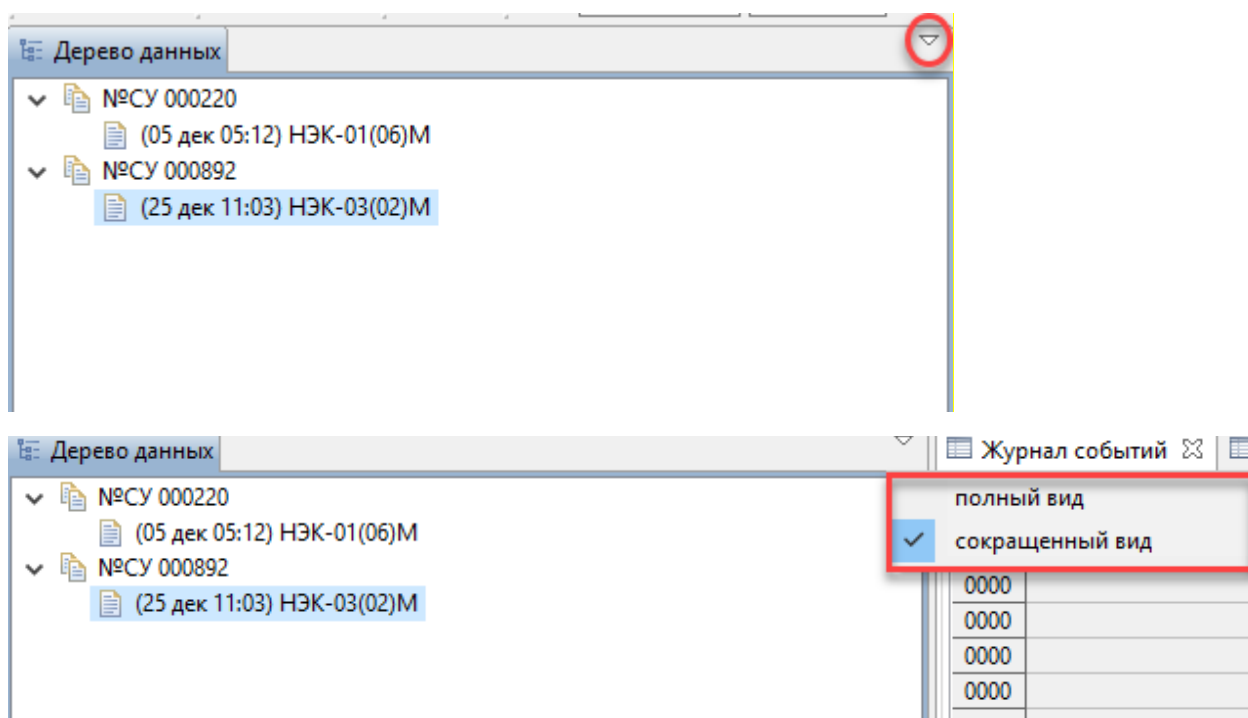 Дерево данных
№СУ 000220
(05 дек 05:12) НЭК-01(06)М
№СУ 000892
(25 дек 11:03) НЭК-03(02)М
Дерево данных
Журнал событий
№СУ 000220
(05 дек 05:12) НЭК-01(06)М
№СУ 000892
(25 дек 11:03) НЭК-03(02)М
полный вид
сокращенный вид
0000
0000
0000
0000